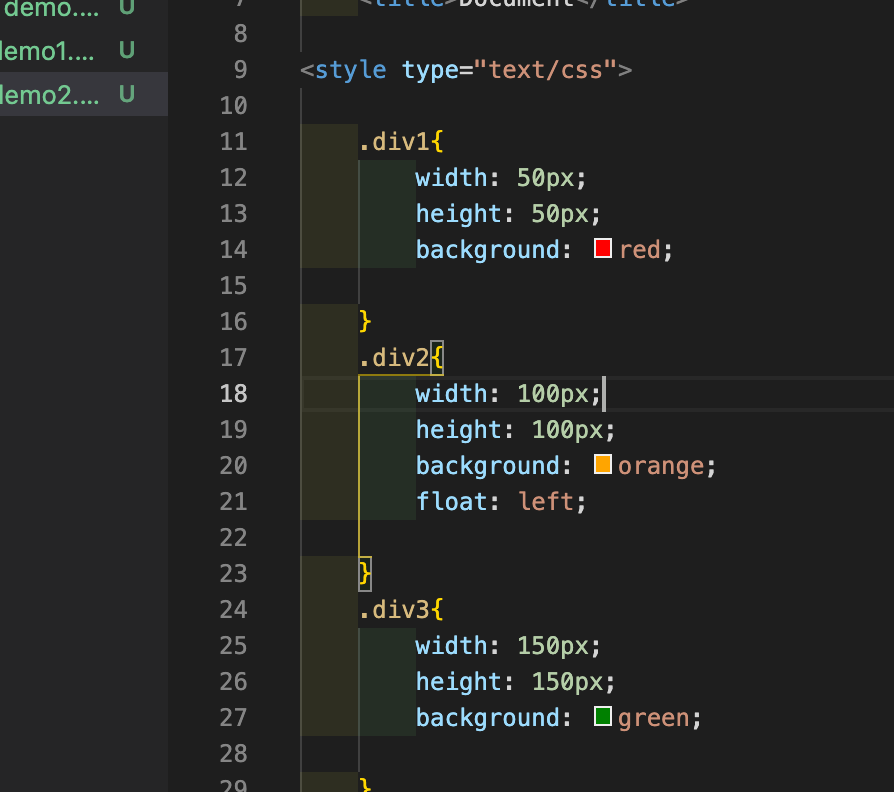 demo.... U
7 <title>Document</title>
8
lemo1.... U
9 <style type="text/css">
lemo2.... U
10
11 .div1{
12 width: 50px;
13 height: 50px;
14 background: red;
15
16 }
17 .div2{
18 width: 100px;
19 height: 100px;
20 background: orange;
21 float: left;
22
23 }
24 .div3{
25 width: 150px;
26 height: 150px;
27 background: green;
28
29 }